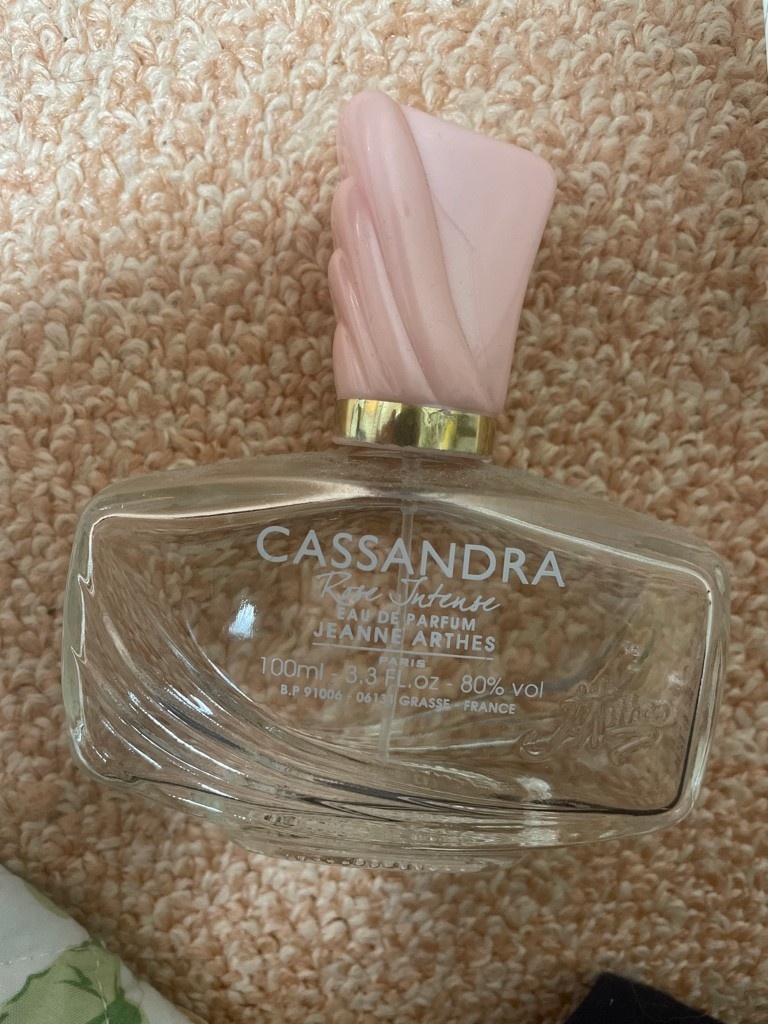 CASSANDRA
Rose Intense
EAU DE PARFUM
JEANNE ARTHES
PARIS
100ml - 3.3 FL.oz - 80% vol
B.P 91006 - 06131 GRASSE - FRANCE